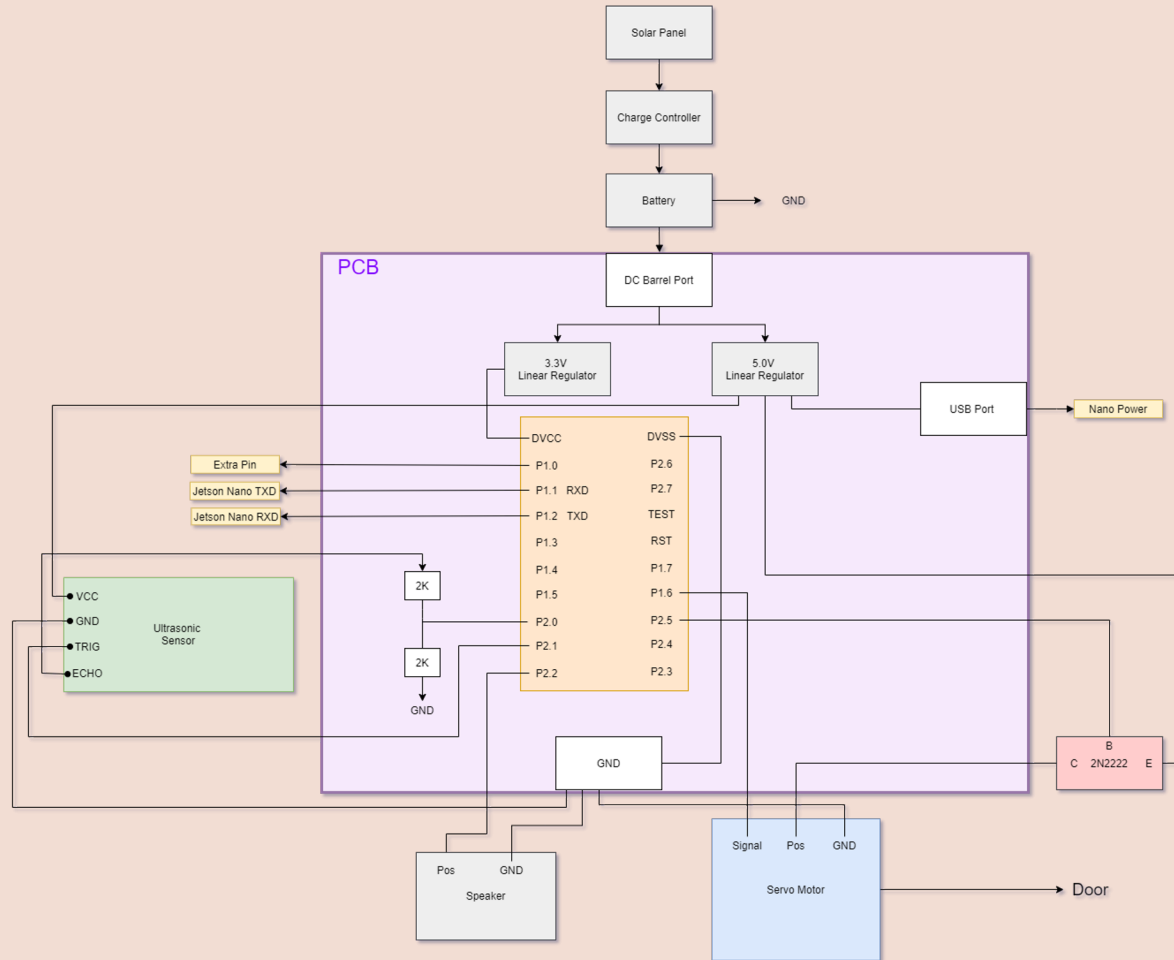 Solar Panel
Charge Controller
Battery
GND
PCB
DC Barrel Port
3.3V
Linear Regulator
5.0V
Linear Regulator
USB Port
Nano Power
DVCC
DVSS
Extra Pin
P1.0
P2.6
Jetson Nano TXD
P1.1 RXD
P2.7
Jetson Nano RXD
P1.2 TXD
TEST
P1.3
RST
P1.4
P1.7
P1.5
P1.6
P2.0
P2.5
P2.1
P2.4
P2.2
P2.3
2K
2K
GND
VCC
GND
TRIG
ECHO
Ultrasonic
Sensor
GND
B
C 2N2222 E
Pos GND
Speaker
Signal Pos GND
Servo Motor
Door